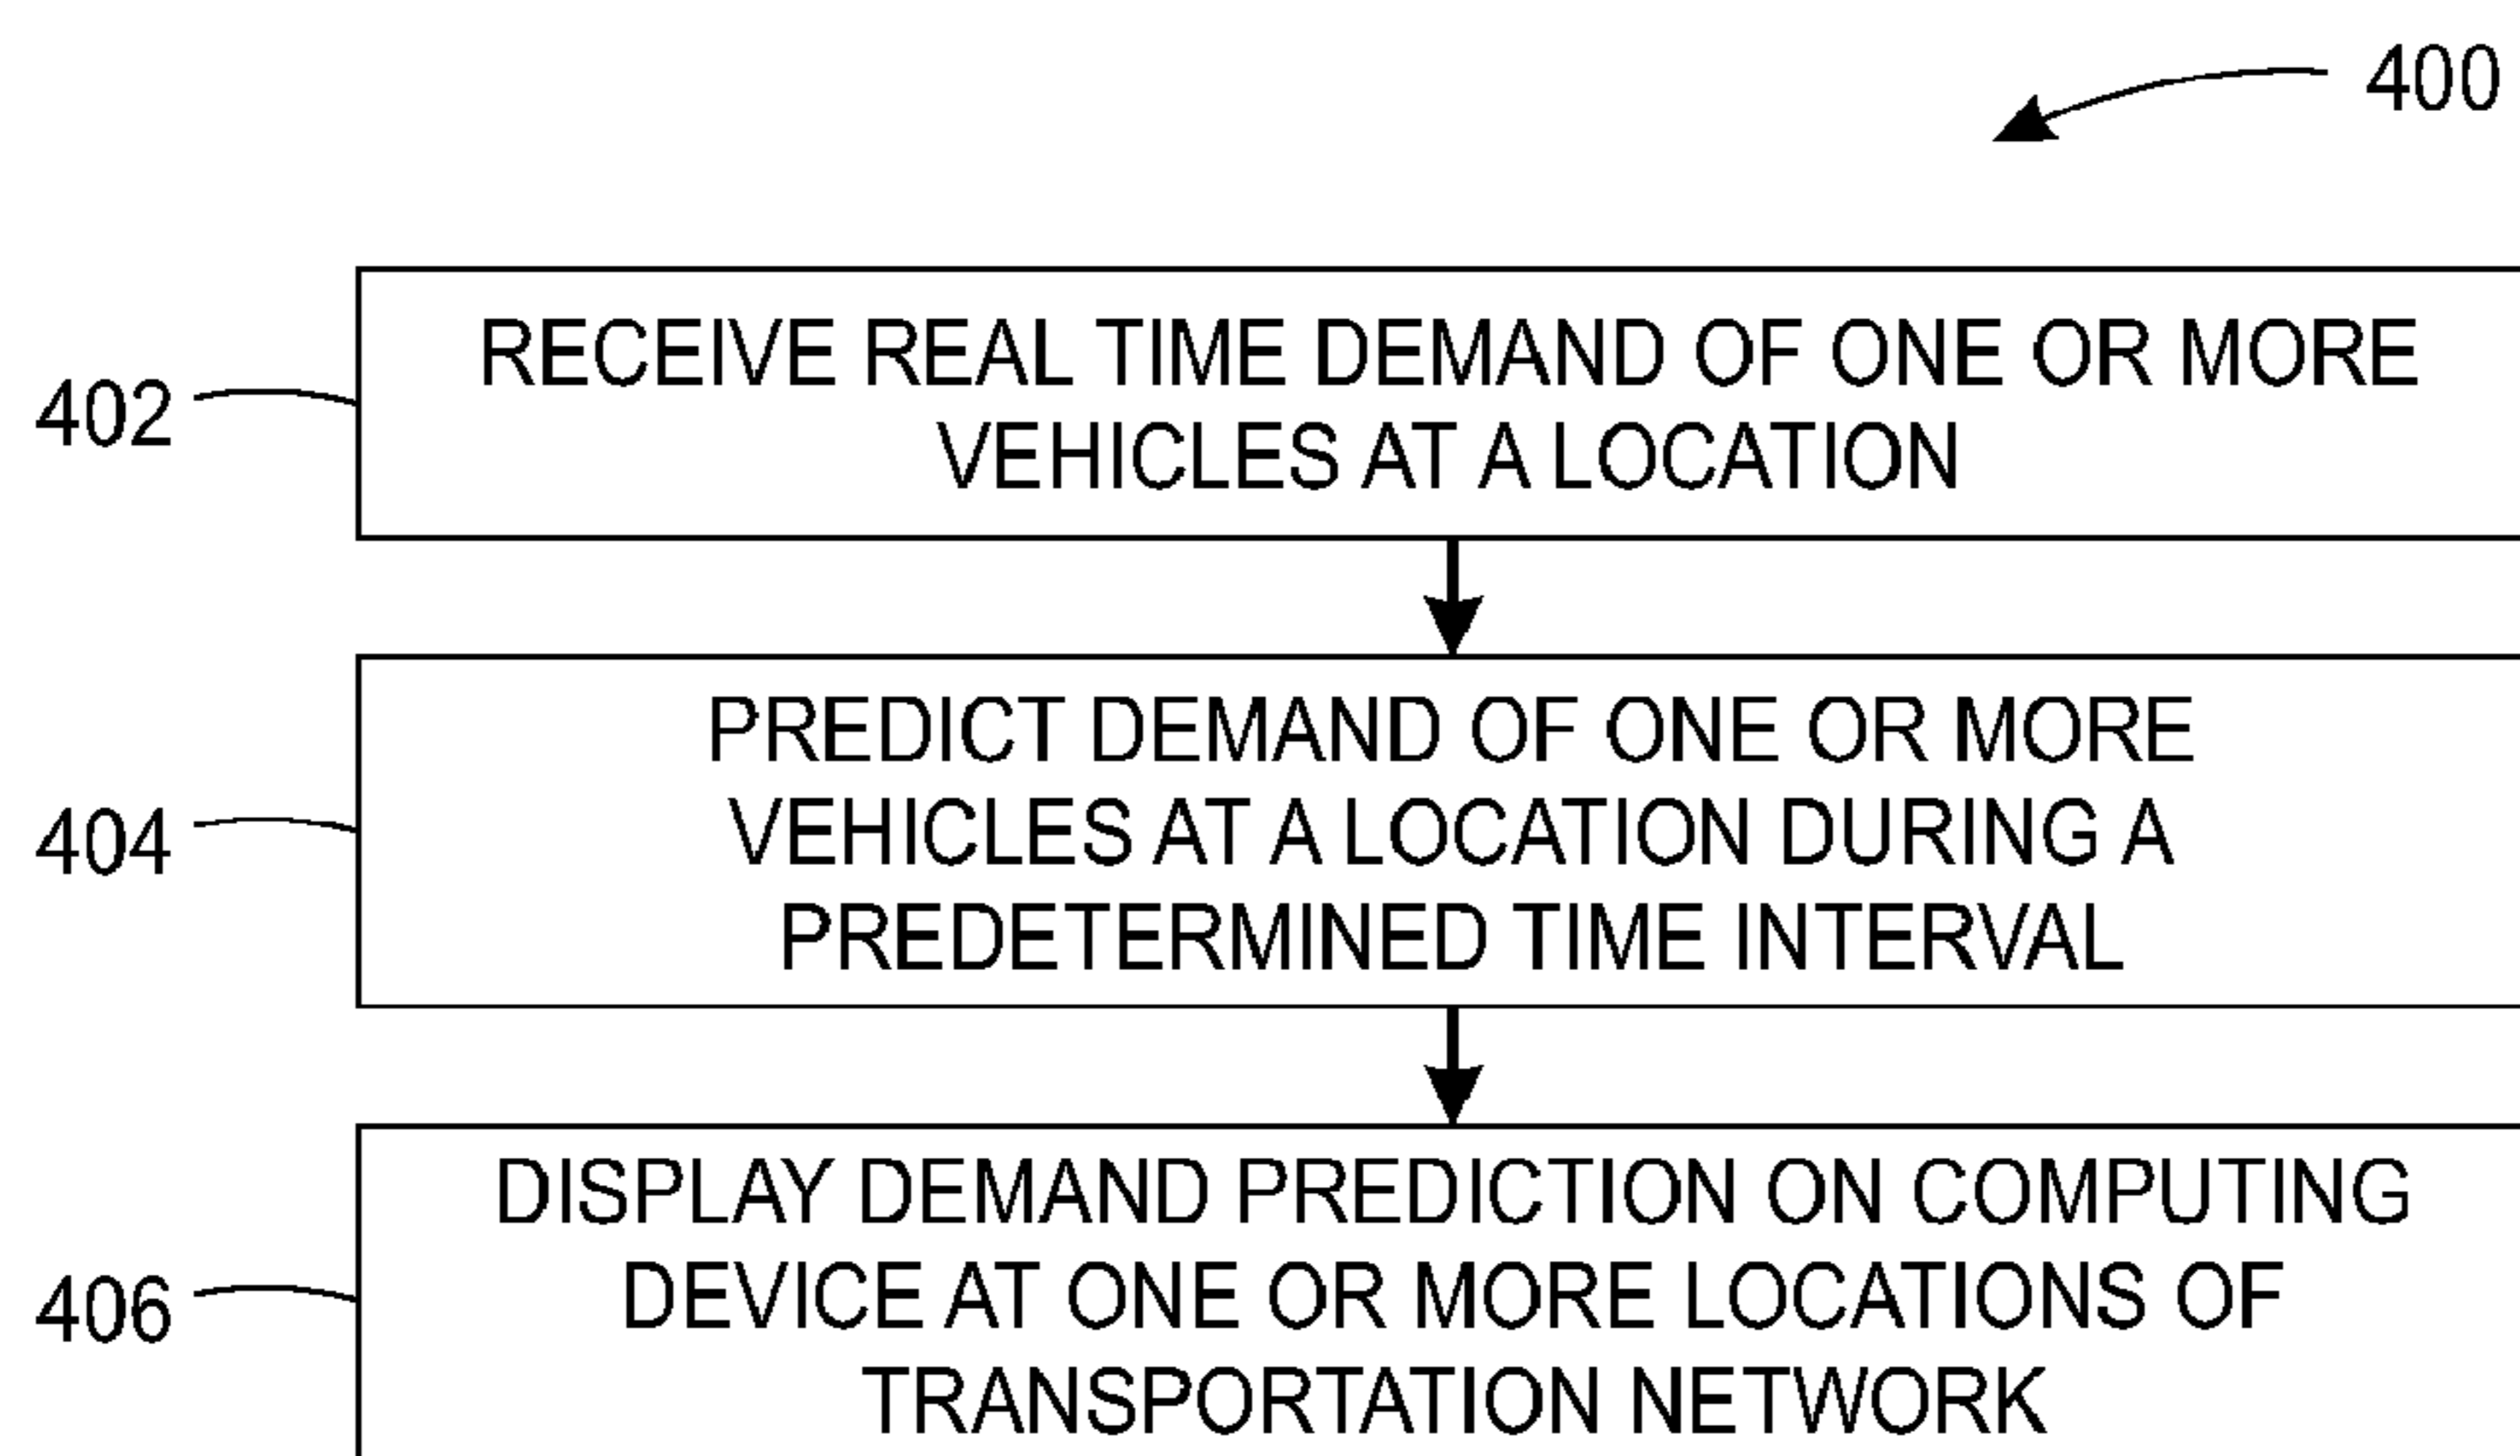 400
402
RECEIVE REAL TIME DEMAND OF ONE OR MORE
VEHICLES AT A LOCATION
404
PREDICT DEMAND OF ONE OR MORE
VEHICLES AT A LOCATION DURING A
PREDETERMINED TIME INTERVAL
406
DISPLAY DEMAND PREDICTION ON COMPUTING
DEVICE AT ONE OR MORE LOCATIONS OF
TRANSPORTATION NETWORK